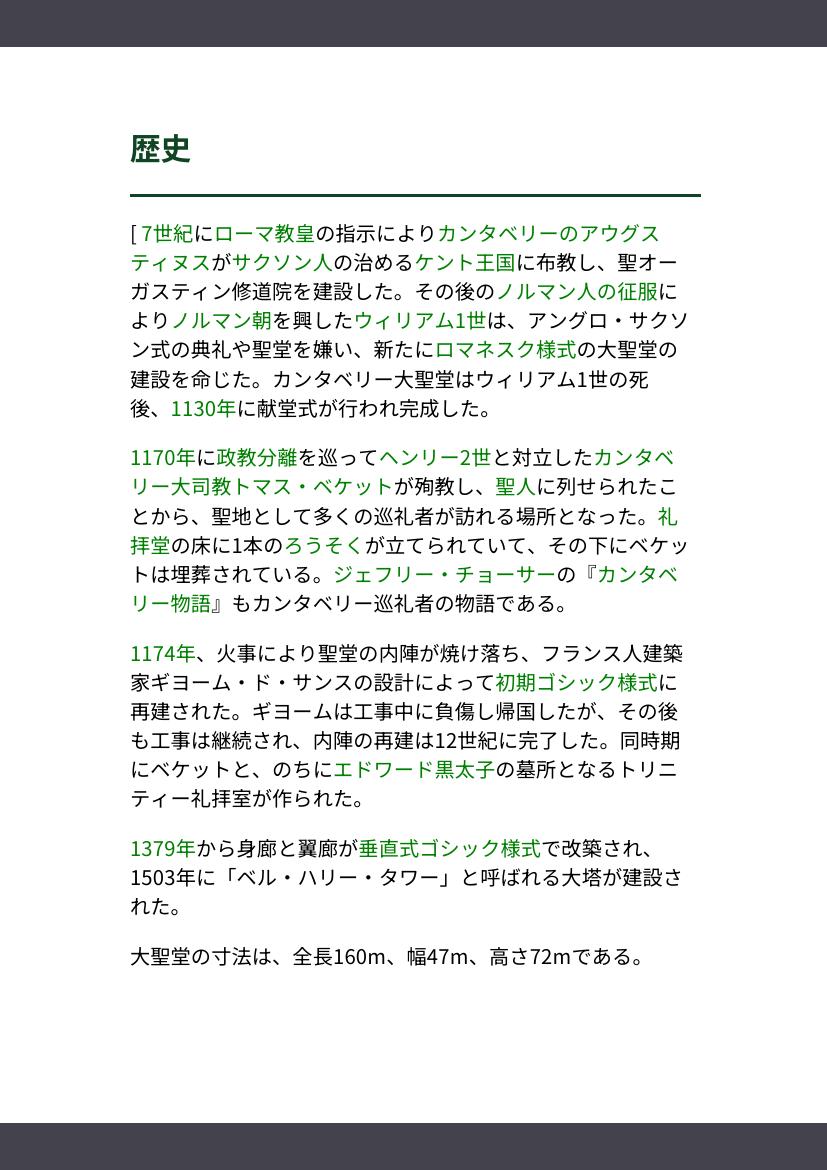 歴史
[ 7世紀にローマ教皇の指示によりカンタベリーのアウグス
ティヌスがサクソン人の治めるケント王国に布教し、聖オー
ガスティン修道院を建設した。その後のノルマン人の征服に
よりノルマン朝を興したウィリアム1世は、アングロ・サクソ
ン式の典礼や聖堂を嫌い、新たにロマネスク様式の大聖堂の
建設を命じた。カンタベリー大聖堂はウィリアム1世の死
後、1130年に献堂式が行われ完成した。
1170年に政教分離を巡ってヘンリー2世と対立したカンタベ
リー大司教トマス・ベケットが殉教し、聖人に列せられたこ
とから、聖地として多くの巡礼者が訪れる場所となった。礼
拝堂の床に1本のろうそくが立てられていて、その下にベケッ
トは埋葬されている。ジェフリー・チョーサーの『カンタベ
リー物語』もカンタベリー巡礼者の物語である。
1174年、火事により聖堂の内陣が焼け落ち、フランス人建築
家ギヨーム・ド・サンスの設計によって初期ゴシック様式に
再建された。ギヨームは工事中に負傷し帰国したが、その後
も工事は継続され、内陣の再建は12世紀に完了した。同時期
にベケットと、のちにエドワード黒太子の墓所となるトリニ
ティー礼拝室が作られた。
1379年から身廊と翼廊が垂直式ゴシック様式で改築され、
1503年に「ベル・ハリー・タワー」と呼ばれる大塔が建設さ
れた。
大聖堂の寸法は、全長160m、幅47m、高さ72mである。